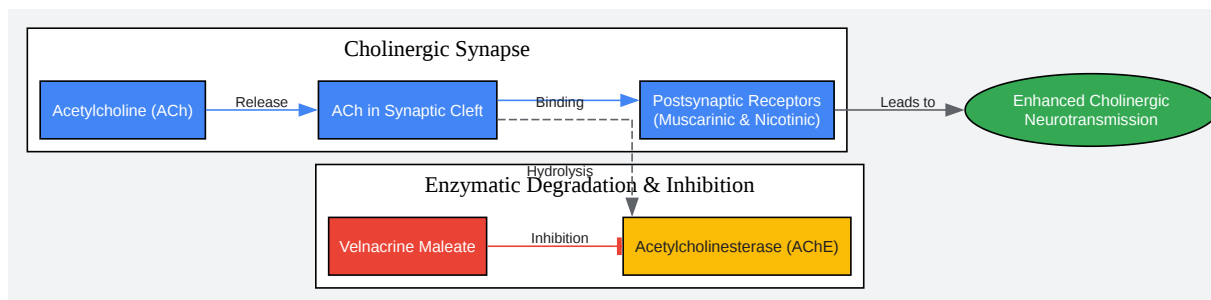 Cholinergic Synapse
Acetylcholine (ACh)
Release
ACh in Synaptic Cleft
Binding
Postsynaptic Receptors
(Muscarinic & Nicotinic)
Leads to
Enhanced Cholinergic
Neurotransmission
Hydrolysis
Enzymatic Degradation & Inhibition
Velnacrine Maleate
Inhibition
Acetylcholinesterase (AChE)